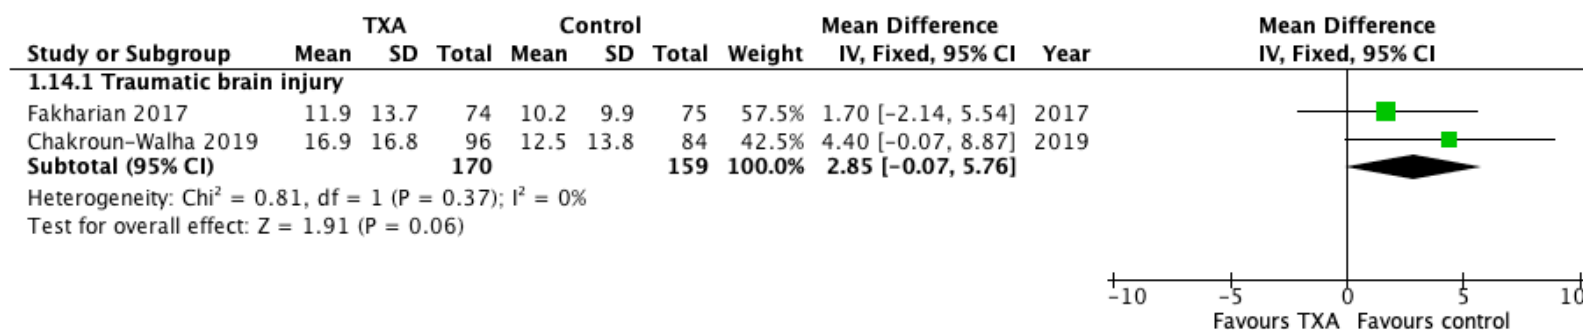 TXA Control Mean Difference Mean Difference
Study or Subgroup Mean SD Total Mean SD Total Weight IV, Fixed, 95% CI Year IV, Fixed, 95% CI
1.14.1 Traumatic brain injury
Fakharian 2017 11.9 13.7 74 10.2 9.9 75 57.5% 1.70 [-2.14, 5.54] 2017
Chakroun-Walha 2019 16.9 16.8 96 12.5 13.8 84 42.5% 4.40 [-0.07, 8.87] 2019
Subtotal (95% CI) 170 159 100.0% 2.85 [-0.07, 5.76]
Heterogeneity: Chi² = 0.81, df = 1 (P = 0.37); I² = 0%
Test for overall effect: Z = 1.91 (P = 0.06)
-10 -5 0 5 10
Favours TXA Favours control